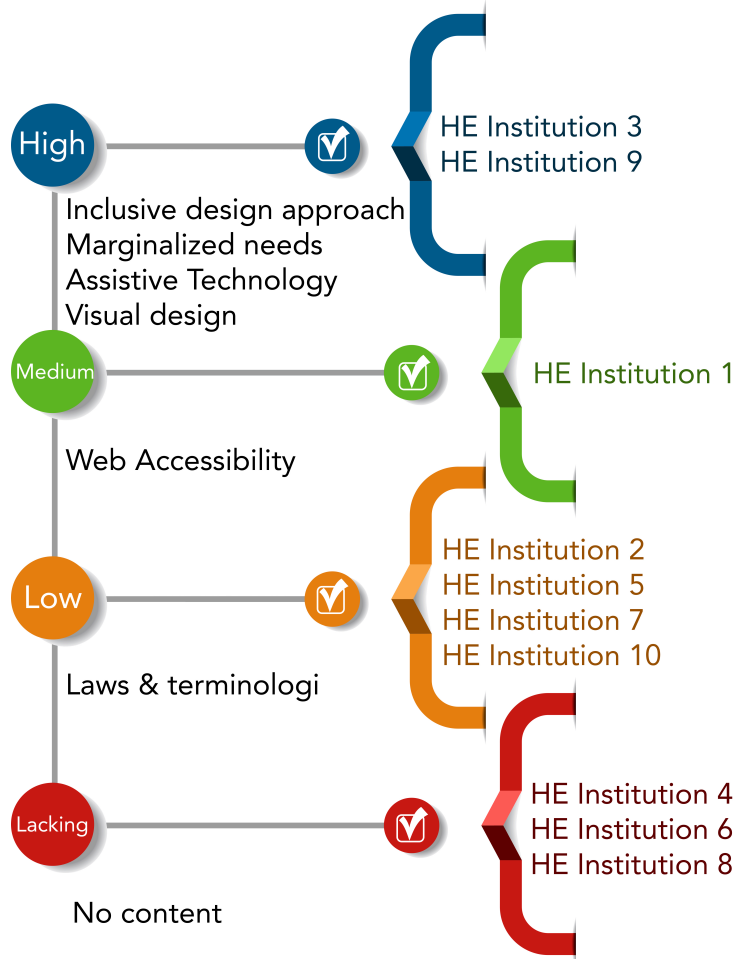 High
HE Institution 3
HE Institution 9
Inclusive design approach
Marginalized needs
Assistive Technology
Visual design
Medium
HE Institution 1
Web Accessibility
Low
HE Institution 2
HE Institution 5
HE Institution 7
HE Institution 10
Laws & terminologi
Lacking
HE Institution 4
HE Institution 6
HE Institution 8
No content